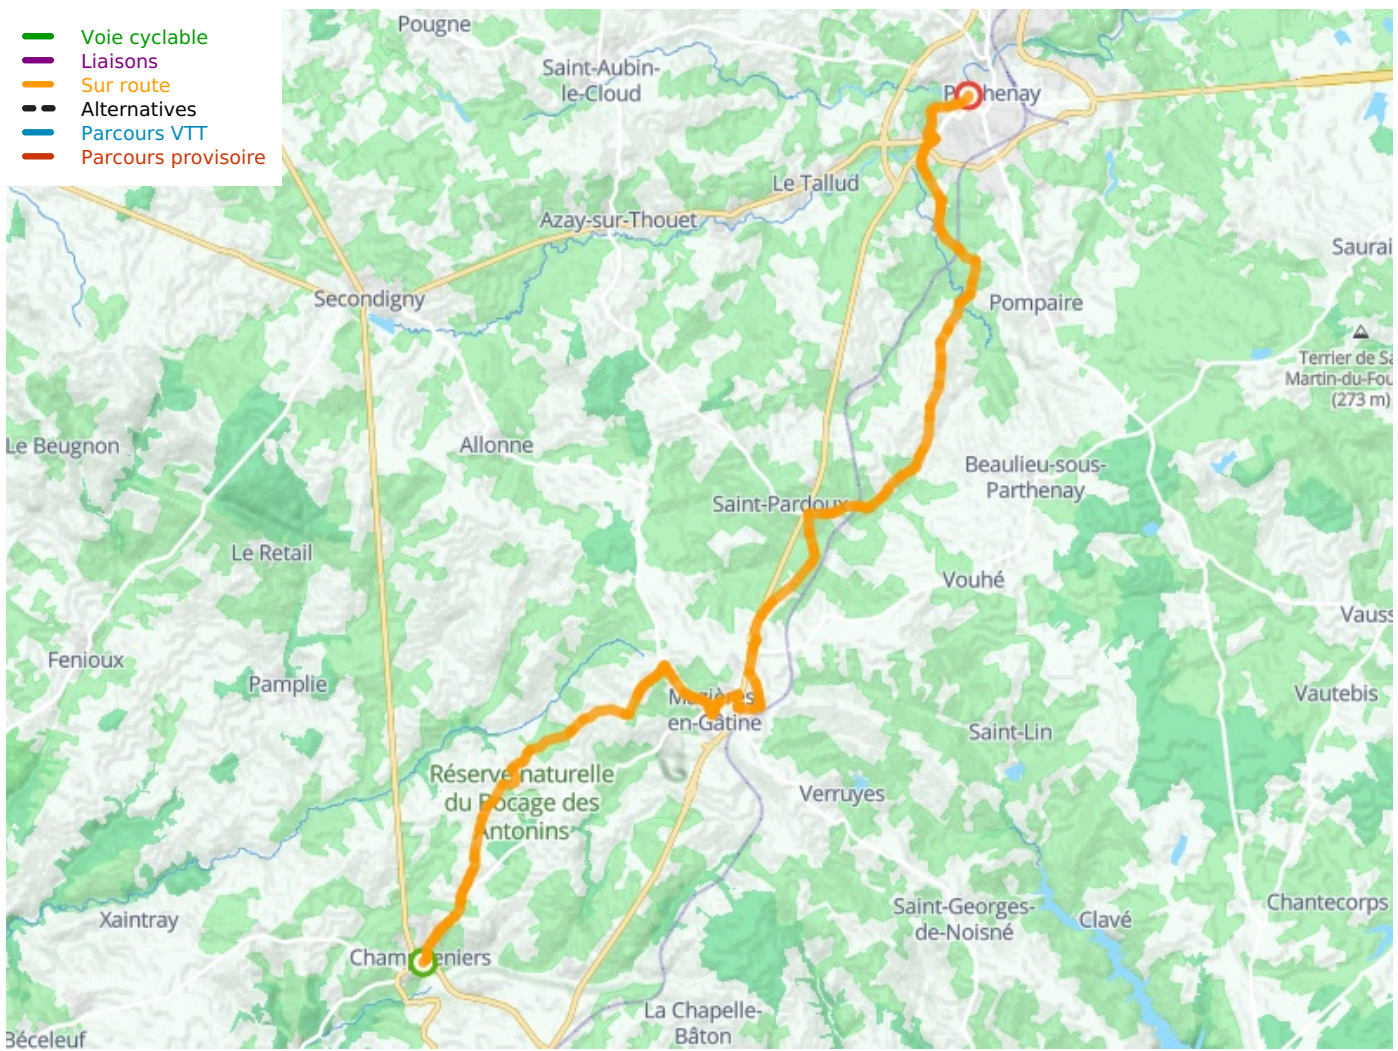 Voie cyclable
Liaisons
Sur route
Alternatives
Parcours VTT
Parcours provisoire
Pougne
Saint-Aubin-
le-Cloud
Le Tallud
Azay-sur-Thouet
Secondigny
Pompaire
Terrier de Sa
Martin-du-Fou
(273 m)
Le Beugnon
Allonne
Beaulieu-sous-
Parthenay
Saint-Pardoux
Le Retail
Vouhé
Fenioux
Pamplie
Mazières
en-Gâtine
Vautebis
Saint-Lin
Réserve naturelle
du Bocage des
Antonins
Verruyes
Xaintray
Saint-Georges-
de-Noisné
Clavé
Chantecorps
La Chapelle-
Bâton
Béceleuf
Saurai
Vauss